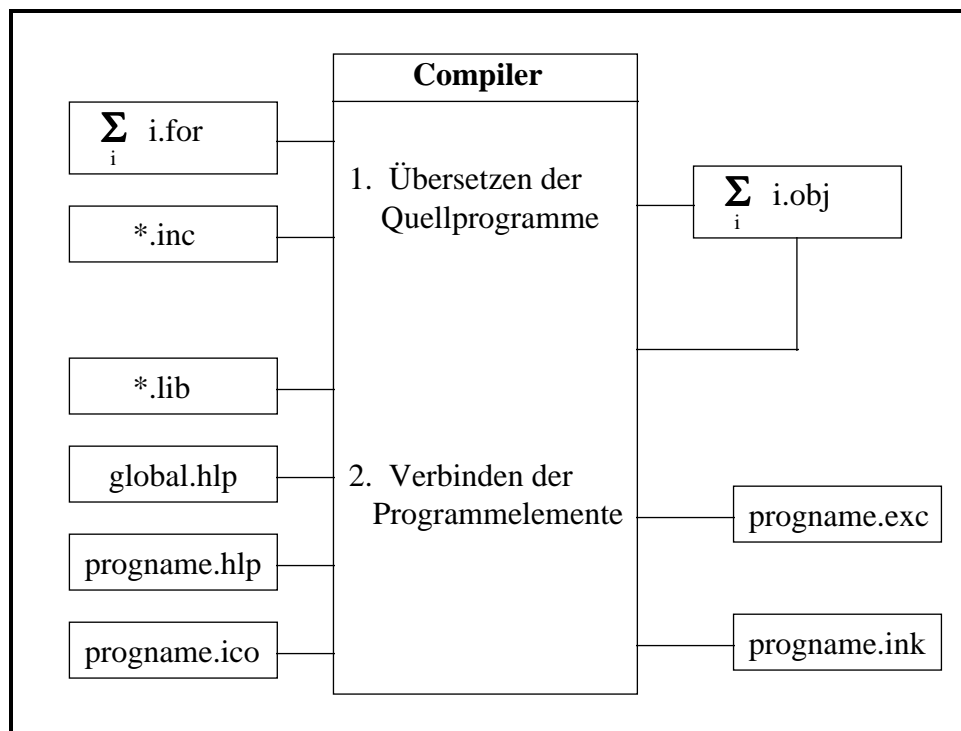 Compiler
Σ i.for
i
*.inc
*.lib
global.hlp
progname.hlp
progname.ico
1. Übersetzen der
Quellprogramme
2. Verbinden der
Programmelemente
Σ i.obj
i
progname.exc
progname.ink